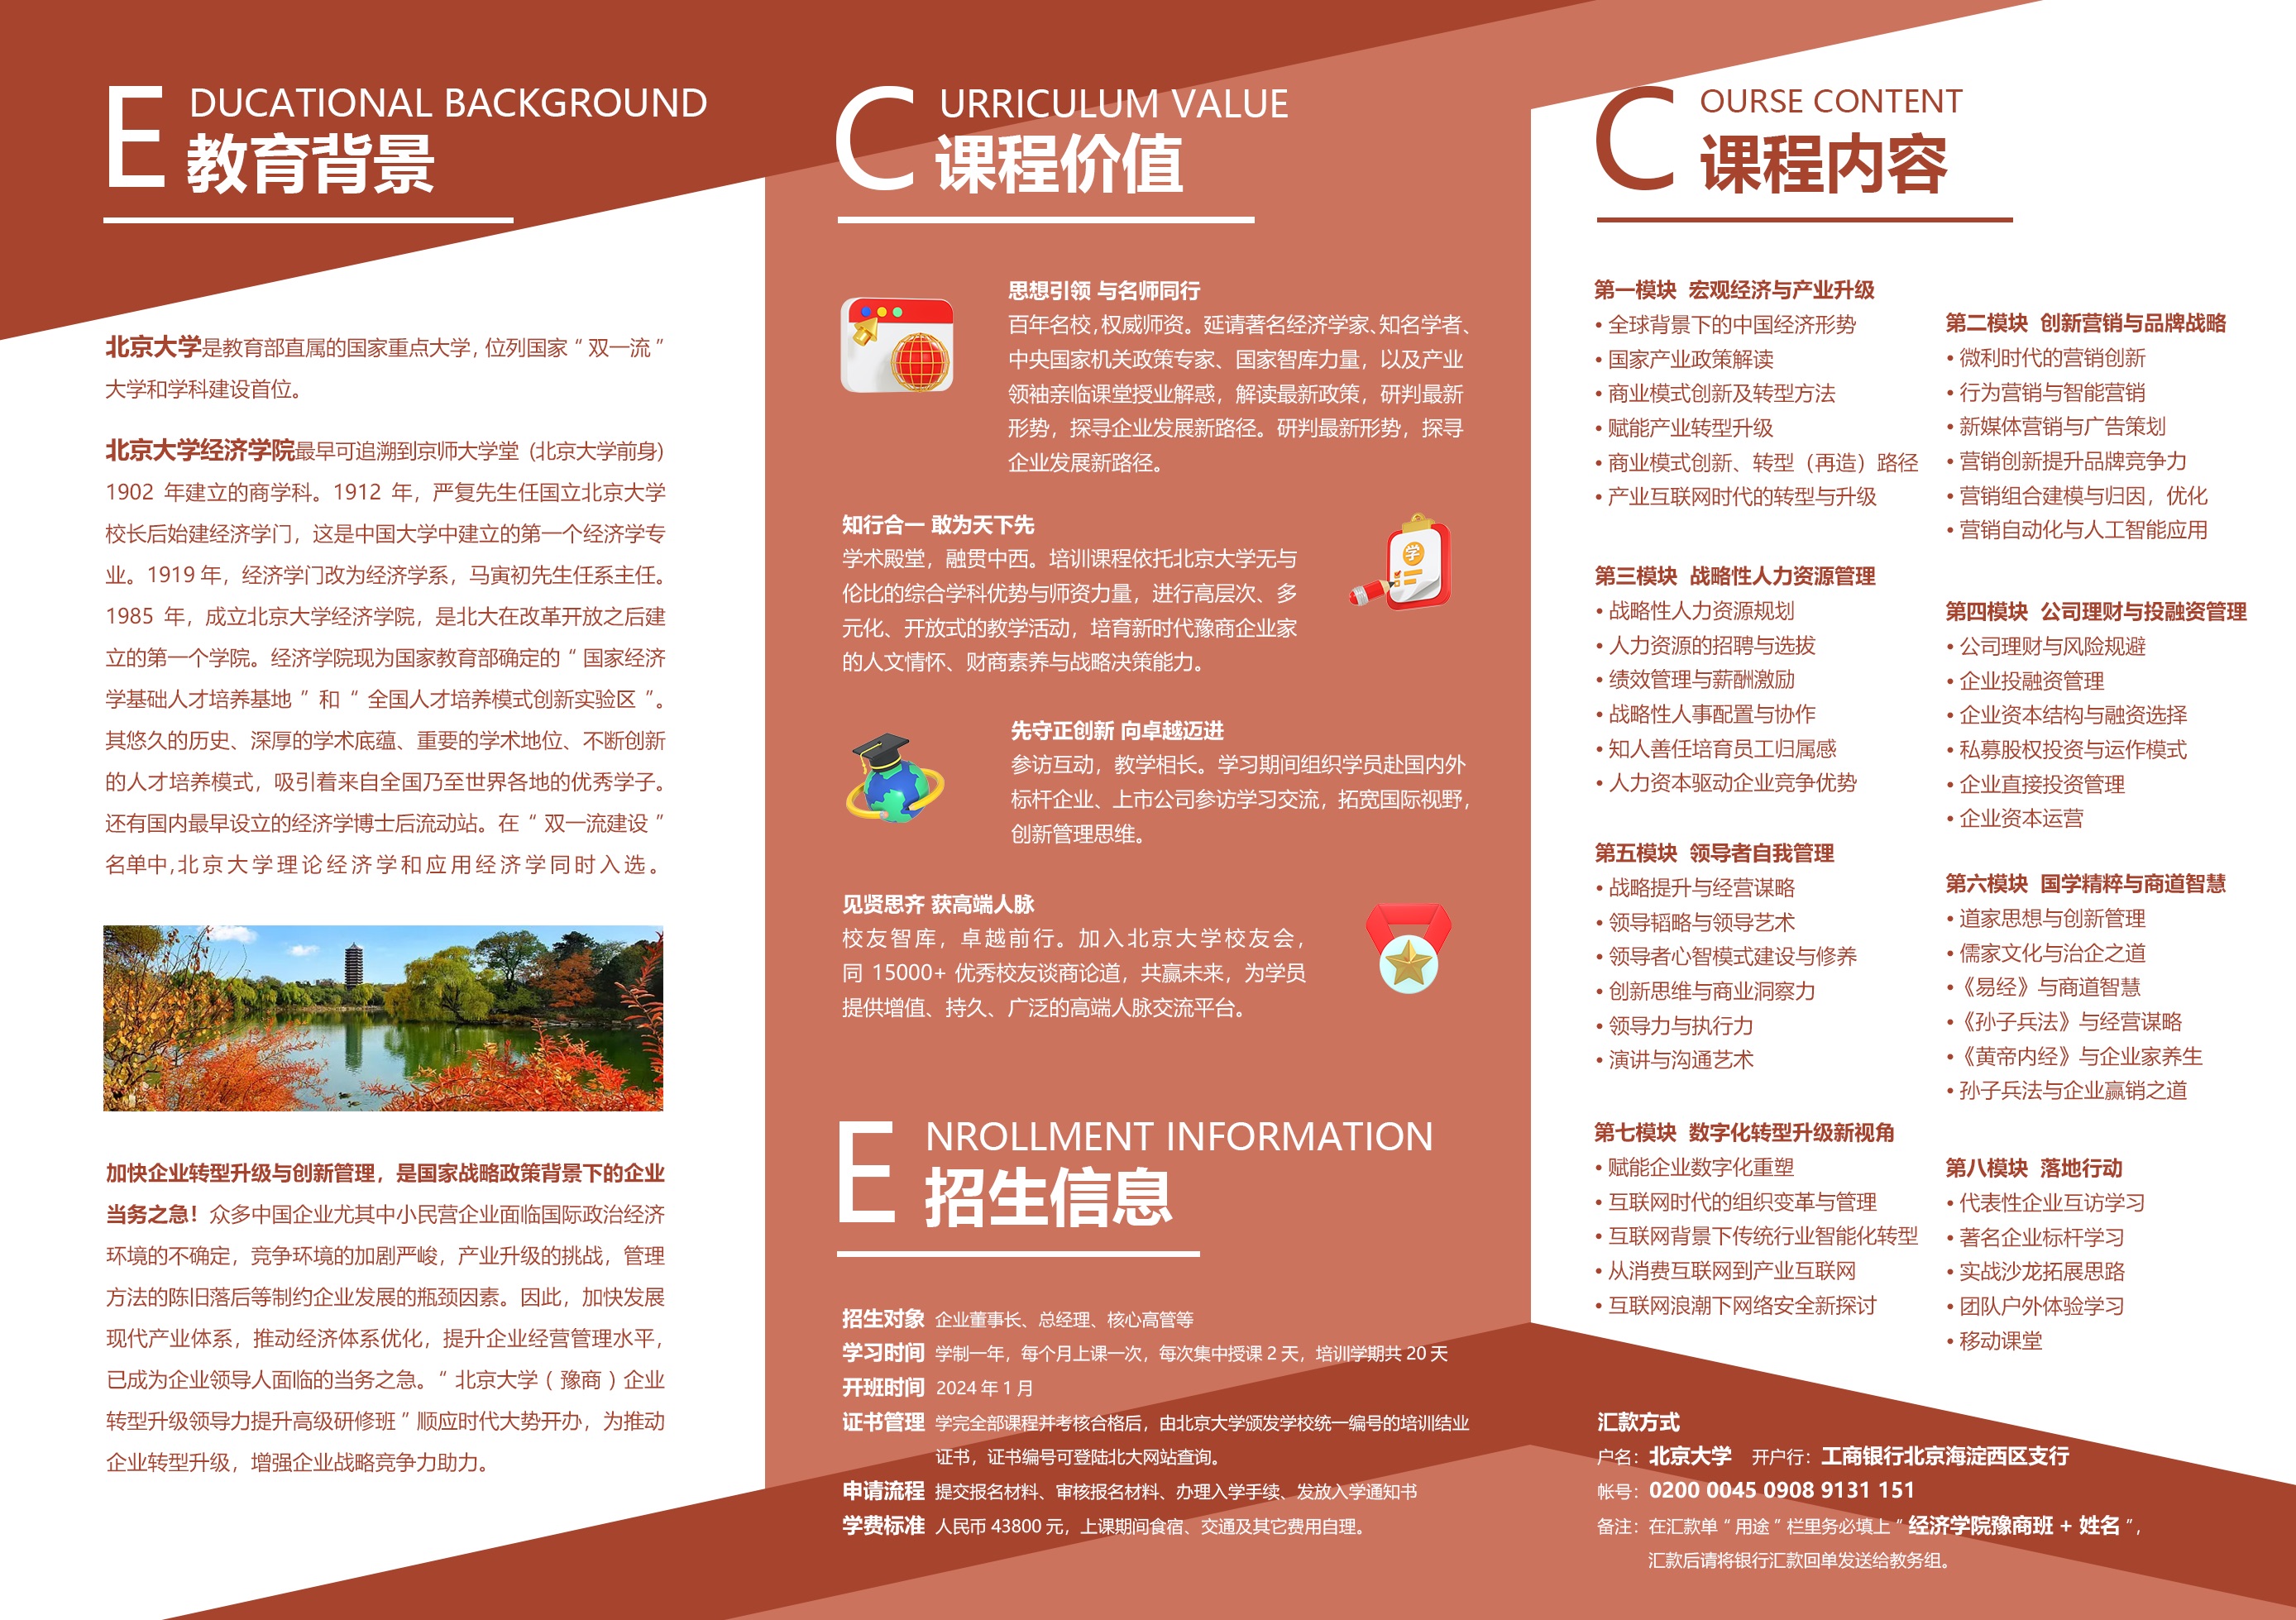 EDUCATIONAL BACKGROUND
教育背景
北京大学是教育部直属的国家重点大学，位列国家“双一流”
大学和学科建设首位。
北京大学经济学院最早可追溯到京师大学堂（北京大学前身）
1902 年建立的商学科。1912 年，严复先生任国立北京大学
校长后始建经济学门，这是中国大学中建立的第一个经济学专
业。1919 年，经济学门改为经济学系，马寅初先生任系主任。
1985 年，成立北京大学经济学院，是北大在改革开放之后建
立的第一个学院。经济学院现为国家教育部确定的“国家经济
学基础人才培养基地”和“全国人才培养模式创新实验区”。
其悠久的历史、深厚的学术底蕴、重要的学术地位、不断创新
的人才培养模式，吸引着来自全国乃至世界各地的优秀学子。
还有国内最早设立的经济学博士后流动站。在“双一流建设”
名单中，北京大学理论经济学和应用经济学同时入选。
加快企业转型升级与创新管理，是国家战略政策背景下的企业
当务之急！众多中国企业尤其中小民营企业面临国际政治经济
环境的不确定，竞争环境的加剧严峻，产业升级的挑战，管理
方法的陈旧落后等制约企业发展的瓶颈因素。因此，加快发展
现代产业体系，推动经济体系优化，提升企业经营管理水平，
已成为企业领导人面临的当务之急。”北京大学（豫商）企业
转型升级领导力提升高级研修班”顺应时代大势开办，为推动
企业转型升级，增强企业战略竞争力助力。
CURRICULUM VALUE
课程价值
思想引领 与名师同行
百年名校，权威师资。延请著名经济学家、知名学者、
中央国家机关政策专家、国家智库力量，以及产业
领袖亲临课堂授业解惑，解读最新政策，研判最新
形势，探寻企业发展新路径。研判最新形势，探寻
企业发展新路径。
知行合一 敢为天下先
学术殿堂，融贯中西。培训课程依托北京大学无与
伦比的综合学科优势与师资力量，进行高层次、多
元化、开放式的教学活动，培育新时代豫商企业家
的人文情怀、财商素养与战略决策能力。
学
先守正创新 向卓越迈进
参访互动，教学相长。学习期间组织学员赴国内外
标杆企业、上市公司参访学习交流，拓宽国际视野，
创新管理思维。
见贤思齐 获高端人脉
校友智库，卓越前行。加入北京大学校友会，
同 15000+ 优秀校友谈商论道，共赢未来，为学员
提供增值、持久、广泛的高端人脉交流平台。
ENROLLMENT INFORMATION
招生信息
招生对象 企业董事长、总经理、核心高管等
学习时间 学制一年，每个月上课一次，每次集中授课 2 天，培训学期共 20 天
开班时间 2024 年 1 月
证书管理 学完全部课程并考核合格后，由北京大学颁发学校统一编号的培训结业
证书，证书编号可登陆北大网站查询。
申请流程 提交报名材料、审核报名材料、办理入学手续、发放入学通知书
学费标准 人民币 43800 元，上课期间食宿、交通及其它费用自理。
COURSE CONTENT
课程内容
第一模块 宏观经济与产业升级
• 全球背景下的中国经济形势
• 国家产业政策解读
• 商业模式创新及转型方法
• 赋能产业转型升级
• 商业模式创新、转型（再造）路径
• 产业互联网时代的转型与升级
第二模块 创新营销与品牌战略
• 微利时代的营销创新
• 行为营销与智能营销
• 新媒体营销与广告策划
• 营销创新提升品牌竞争力
• 营销组合建模与归因，优化
• 营销自动化与人工智能应用
第三模块 战略性人力资源管理
• 战略性人力资源规划
• 人力资源的招聘与选拔
• 绩效管理与薪酬激励
• 战略性人事配置与协作
• 知人善任培育员工归属感
• 人力资本驱动企业竞争优势
第四模块 公司理财与投融资管理
• 公司理财与风险规避
• 企业投融资管理
• 企业资本结构与融资选择
• 私募股权投资与运作模式
• 企业直接投资管理
• 企业资本运营
第五模块 领导者自我管理
• 战略提升与经营谋略
• 领导韬略与领导艺术
• 领导者心智模式建设与修养
• 创新思维与商业洞察力
• 领导力与执行力
• 演讲与沟通艺术
第六模块 国学精粹与商道智慧
• 道家思想与创新管理
• 儒家文化与治企之道
•《易经》与商道智慧
•《孙子兵法》与经营谋略
•《黄帝内经》与企业家养生
• 孙子兵法与企业赢销之道
第七模块 数字化转型升级新视角
• 赋能企业数字化重塑
• 互联网时代的组织变革与管理
• 互联网背景下传统行业智能化转型
• 从消费互联网到产业互联网
• 互联网浪潮下网络安全新探讨
第八模块 落地行动
• 代表性企业互访学习
• 著名企业标杆学习
• 实战沙龙拓展思路
• 团队户外体验学习
• 移动课堂
汇款方式
户名：北京大学 开户行：工商银行北京海淀西区支行
帐号：0200 0045 0908 9131 151
备注：在汇款单“用途”栏里务必填上“经济学院豫商班 + 姓名”，
汇款后请将银行汇款回单发送给教务组。